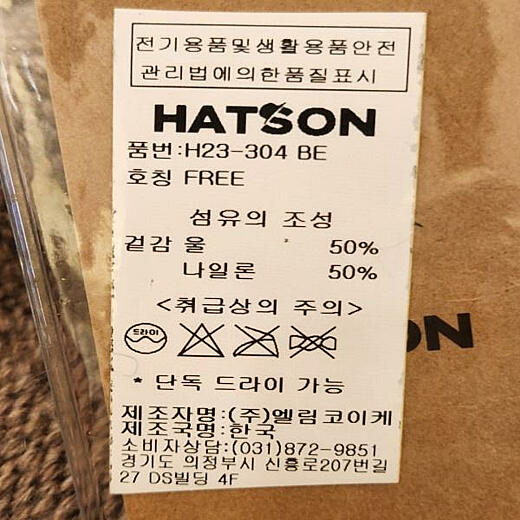 전기용품및생활용품안전
관리법에의한품질표시
HATSON
품번:H23-304 BE
호칭 FREE
섬유의 조성
겉감 울 50%
나일론 50%
<취급상의 주의>
드라이
* 단독 드라이 가능
제조자명:(주)엘림코이케
제조국명:한국
소비자상담:(031)872-9851
경기도 의정부시 신흥로207번길
27 DS빌딩 4F
ON